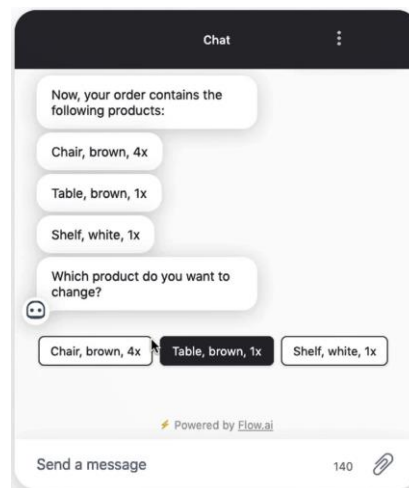 Chat
Now, your order contains the
following products:
Chair, brown, 4x
Table, brown, 1x
Shelf, white, 1x
Which product do you want to
change?
Chair, brown, 4x
Table, brown, 1x
Shelf, white, 1x
⚡ Powered by Flow.ai
Send a message
140